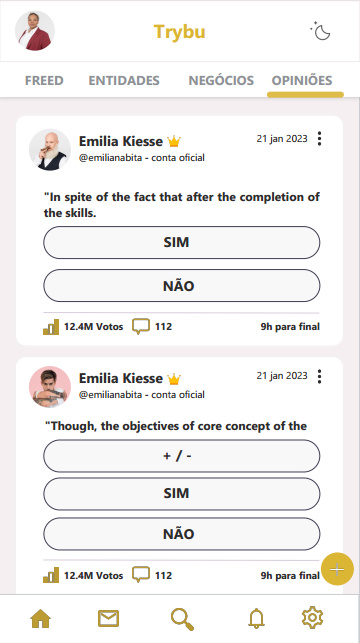 Trybu
FREED ENTIDADES NEGÓCIOS OPINIÕES
Emilia Kiesse 21 jan 2023
@emilianabita - conta oficial
"In spite of the fact that after the completion of
the skills.
SIM
NÃO
12.4M Votos 112 9h para final
Emilia Kiesse 21 jan 2023
@emilianabita - conta oficial
"Though, the objectives of core concept of the
+ / -
SIM
NÃO
12.4M Votos 112 9h para final